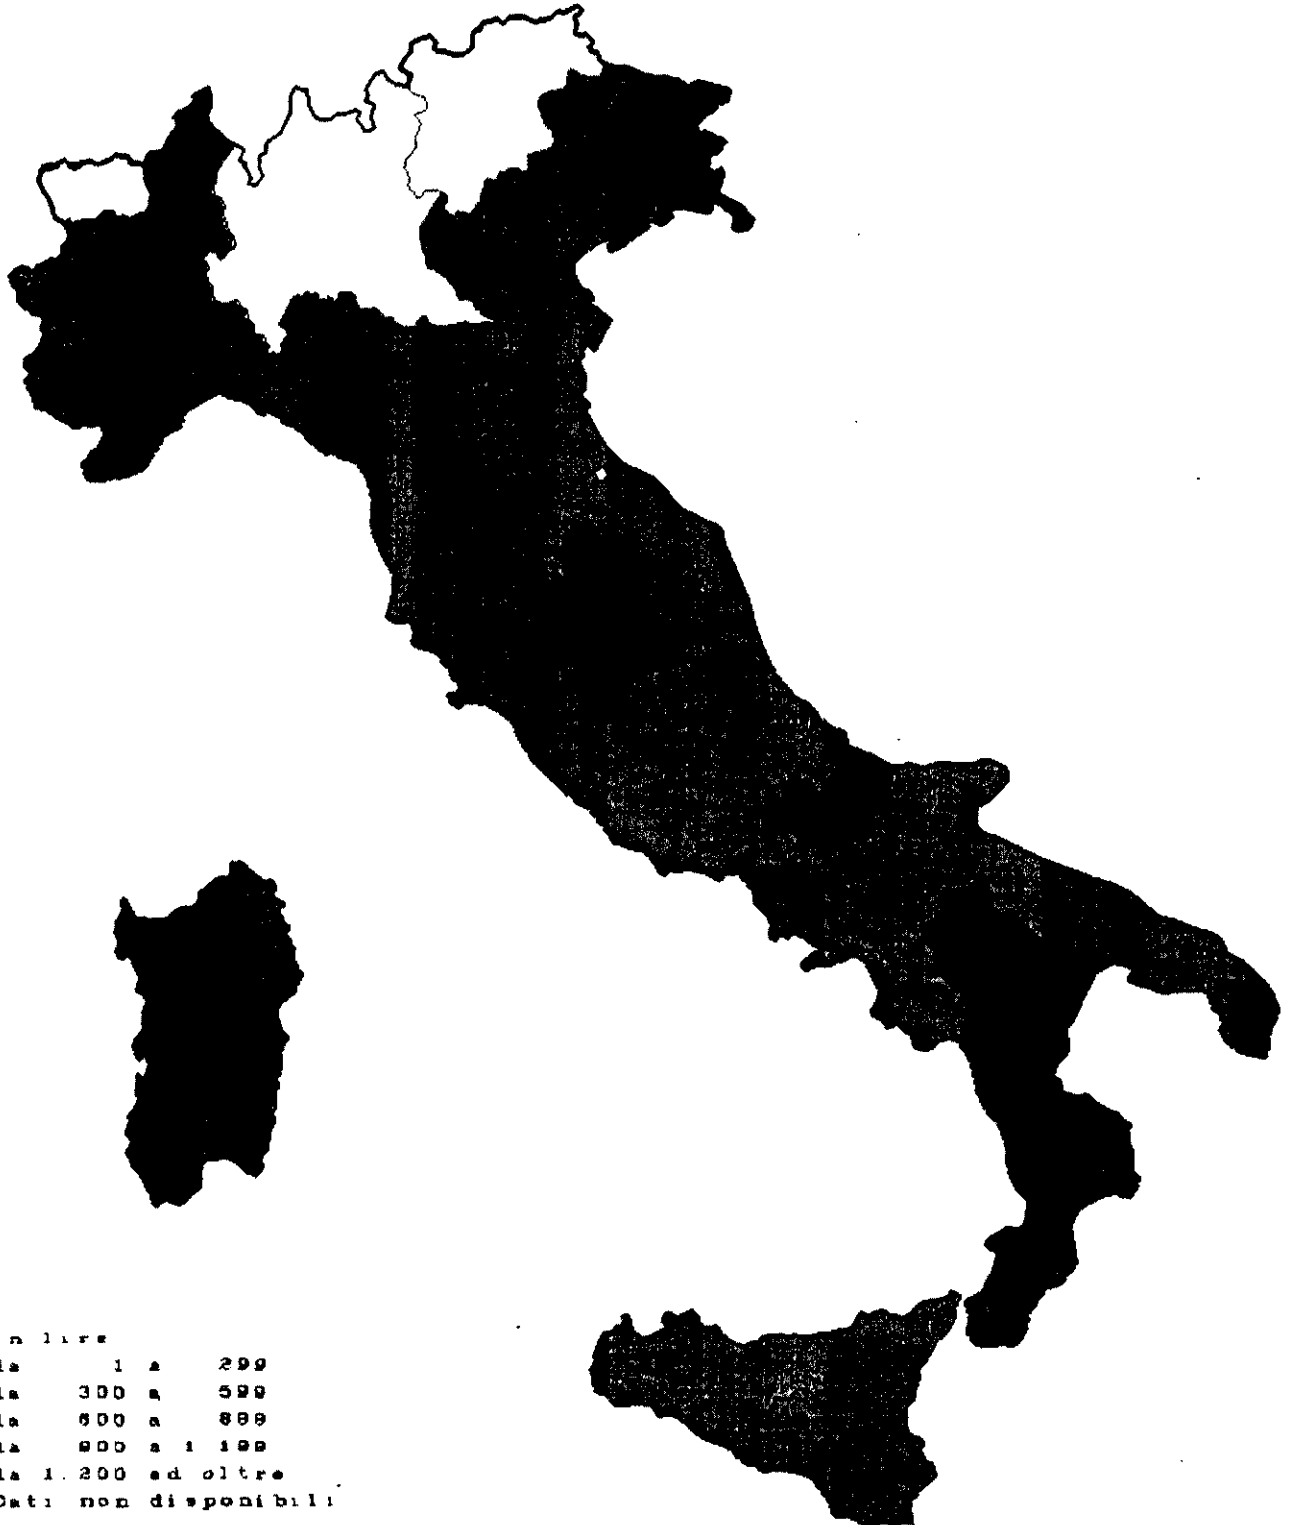 n lire
la 1 a 299
la 300 a 599
la 600 a 899
la 900 a 1 199
la 1.200 ed oltre
Dati non disponibili